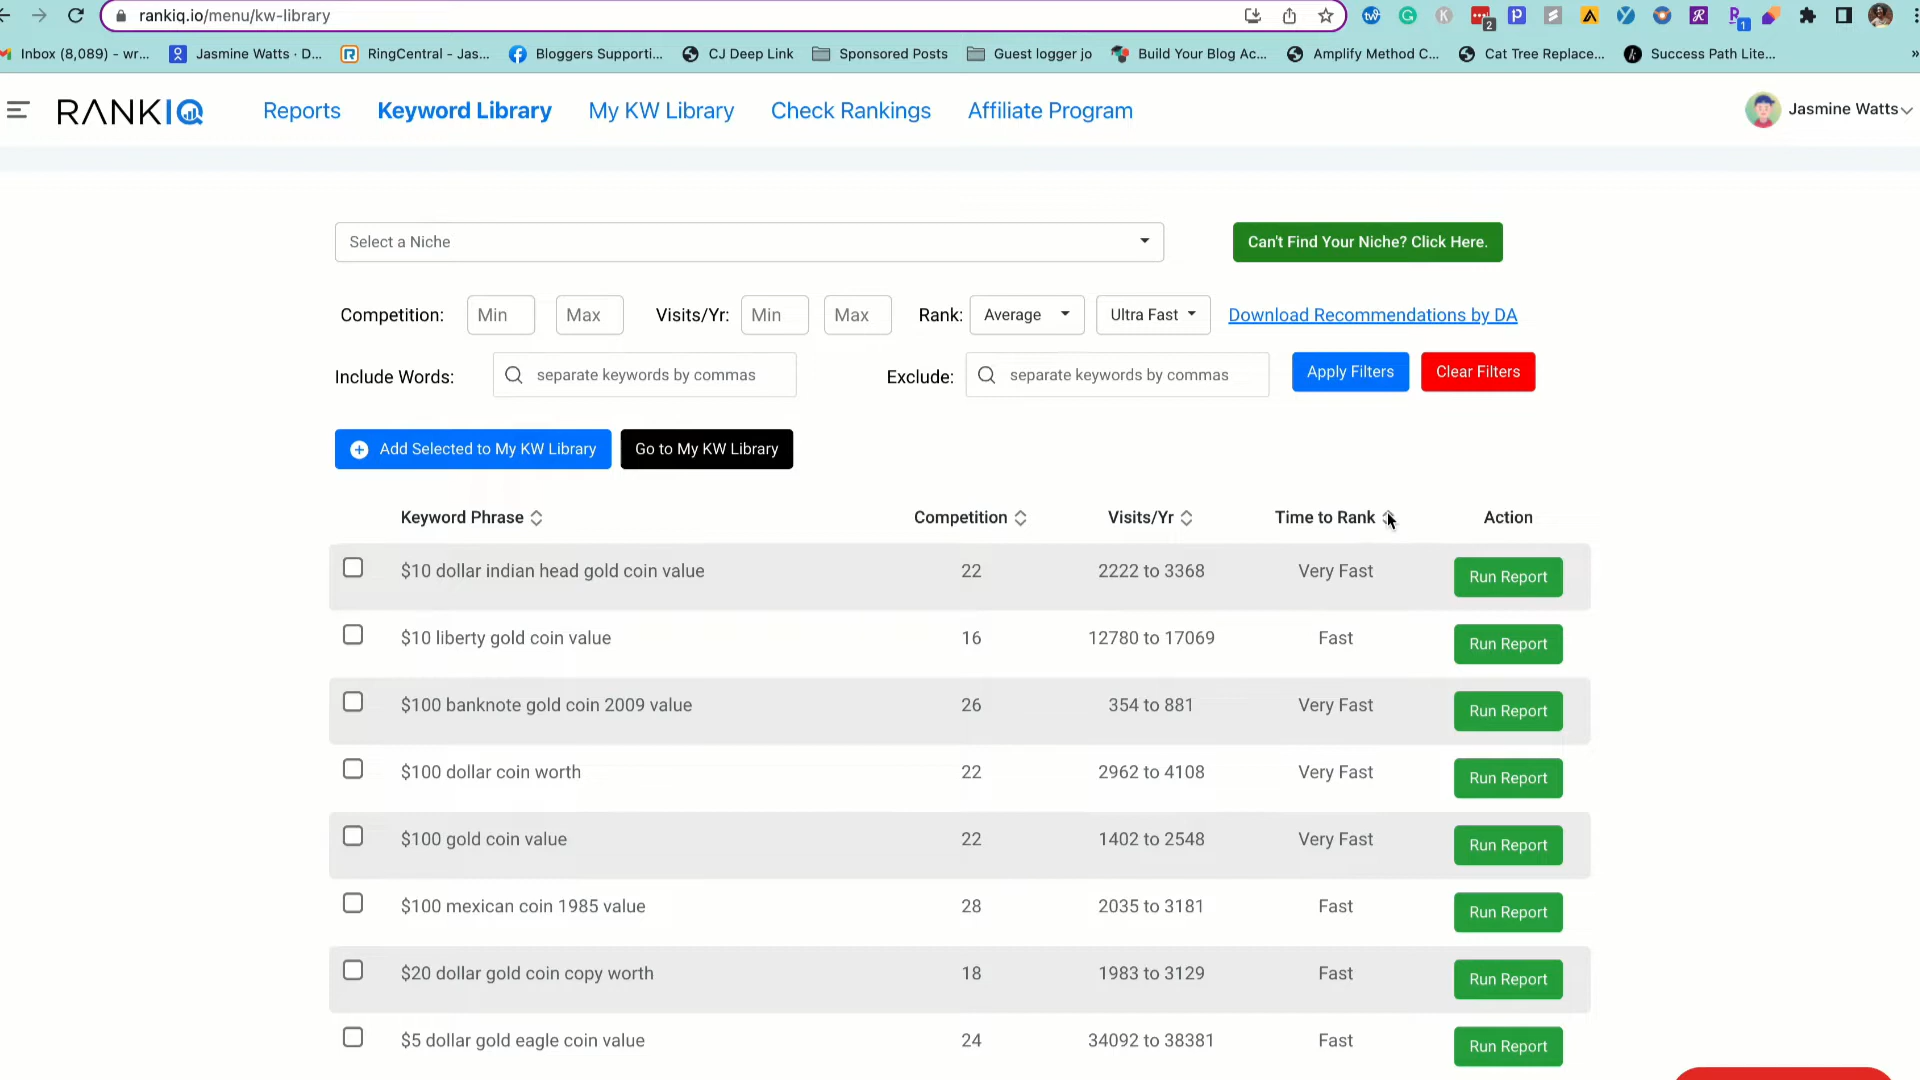 rankiq.io/menu/kw-library
2
1
Inbox (8,089) - wr... Jasmine Watts · D... RingCentral - Jas... Bloggers Supporti... CJ Deep Link Sponsored Posts Guest logger jo Build Your Blog Ac... Amplify Method C... Cat Tree Replace... Success Path Lite... »
RANKIQ Reports Keyword Library My KW Library Check Rankings Affiliate Program Jasmine Watts
Select a Niche Can't Find Your Niche? Click Here.
Competition: Min Max Visits/Yr: Min Max Rank: Average Ultra Fast Download Recommendations by DA
Include Words: separate keywords by commas Exclude: separate keywords by commas Apply Filters Clear Filters
Add Selected to My KW Library Go to My KW Library
Keyword Phrase Competition Visits/Yr Time to Rank Action
$10 dollar indian head gold coin value 22 2222 to 3368 Very Fast Run Report
$10 liberty gold coin value 16 12780 to 17069 Fast Run Report
$100 banknote gold coin 2009 value 26 354 to 881 Very Fast Run Report
$100 dollar coin worth 22 2962 to 4108 Very Fast Run Report
$100 gold coin value 22 1402 to 2548 Very Fast Run Report
$100 mexican coin 1985 value 28 2035 to 3181 Fast Run Report
$20 dollar gold coin copy worth 18 1983 to 3129 Fast Run Report
$5 dollar gold eagle coin value 24 34092 to 38381 Fast Run Report